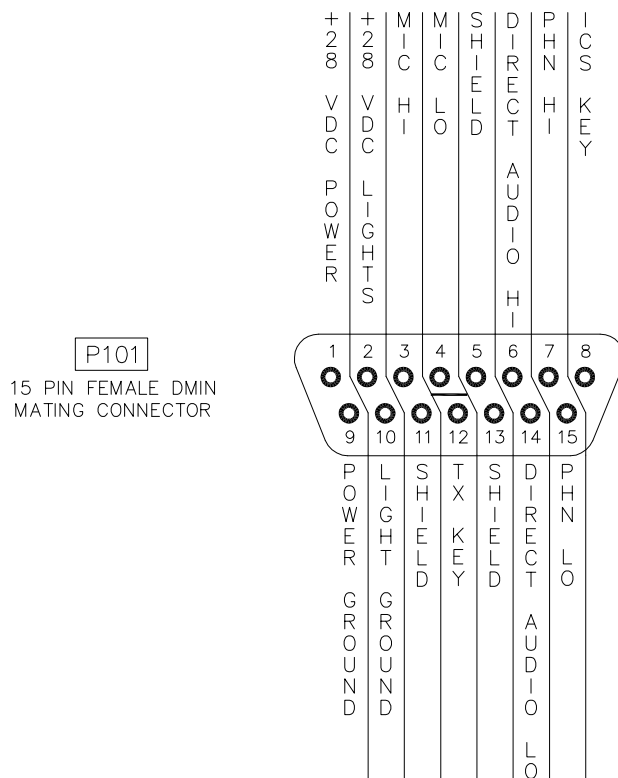 +28 VDC POWER
+28 VDC LIGHTS
MIC HI
MIC LO
SHIELD
DIRECT AUDIO HI
PHN HI
ICS KEY
P101
15 PIN FEMALE DMIN
MATING CONNECTOR
1 2 3 4 5 6 7 8
9 10 11 12 13 14 15
POWER GROUND
LIGHT GROUND
SHIELD
TX KEY
SHIELD
DIRECT AUDIO LO
PHN LO